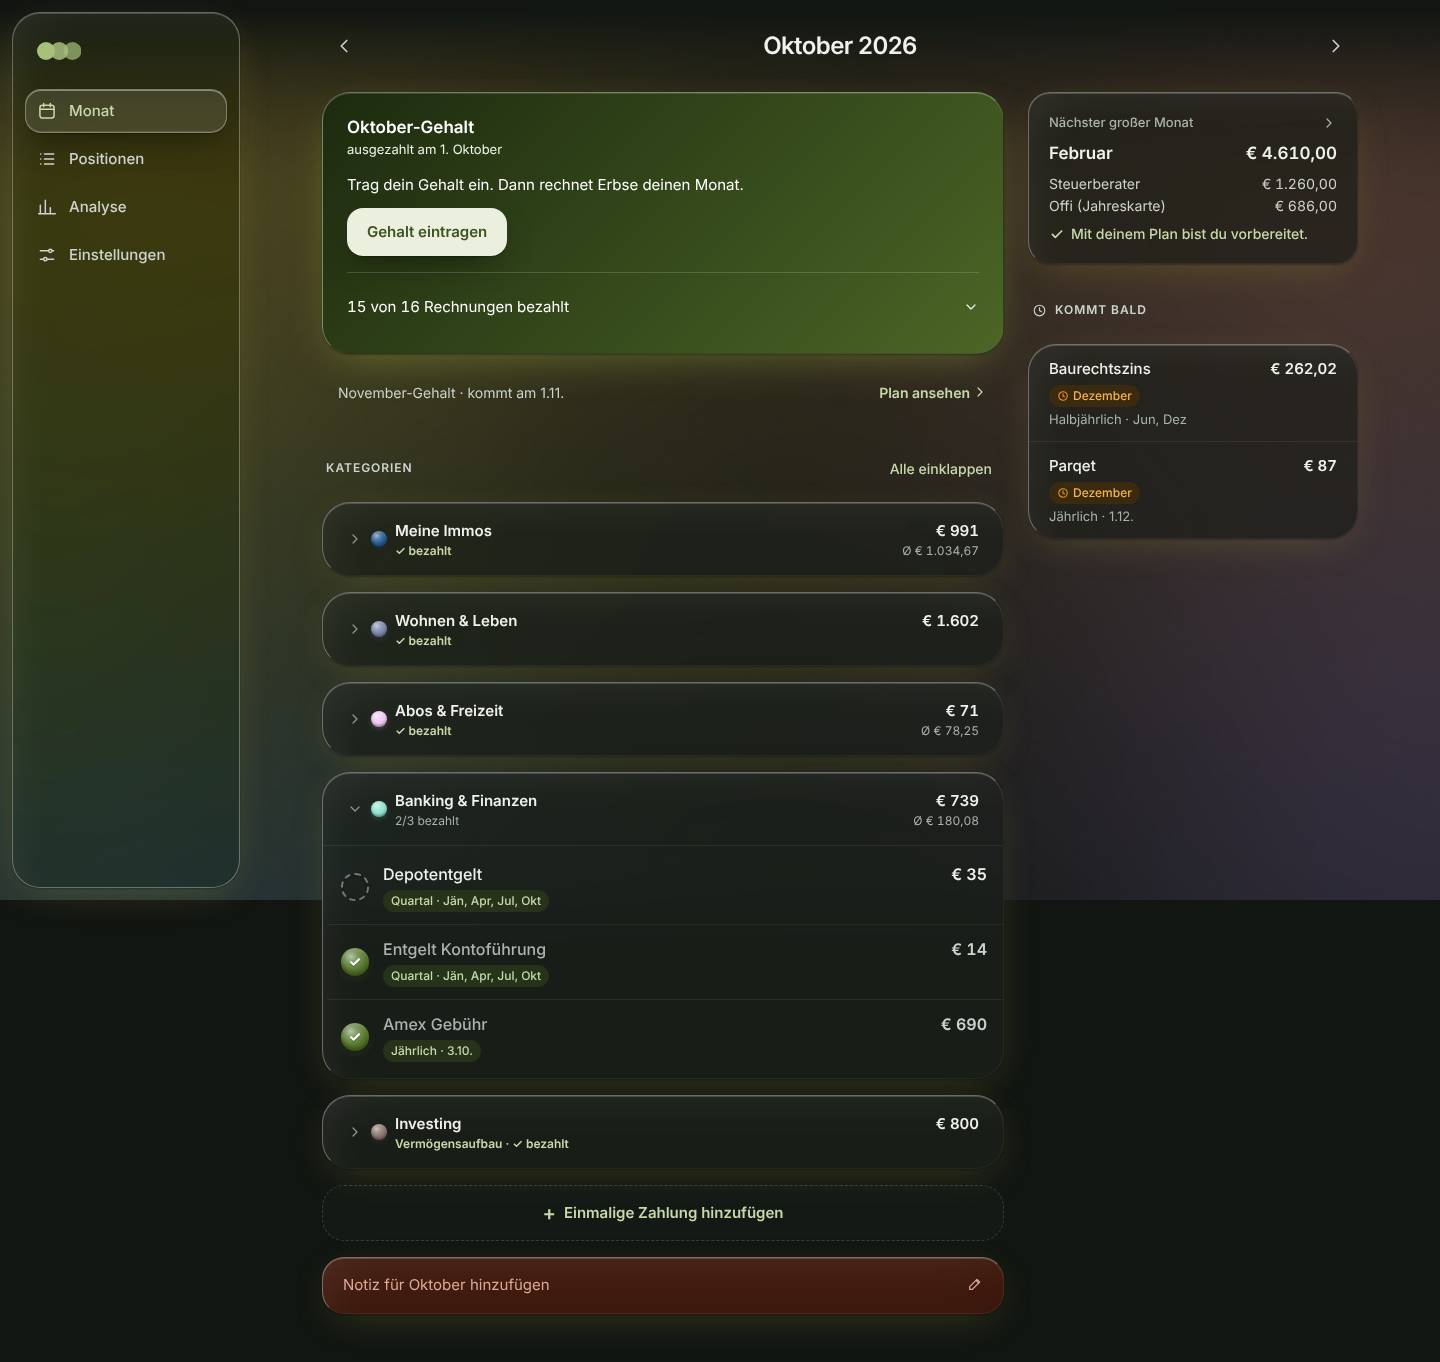 Monat
Positionen
Analyse
Einstellungen
Oktober 2026
Oktober-Gehalt
ausgezahlt am 1. Oktober
Trag dein Gehalt ein. Dann rechnet Erbse deinen Monat.
Gehalt eintragen
15 von 16 Rechnungen bezahlt
November-Gehalt · kommt am 1.11.
Plan ansehen
KATEGORIEN
Alle einklappen
Meine Immos
€ 991
✓ bezahlt
Ø € 1.034,67
Wohnen & Leben
€ 1.602
✓ bezahlt
Abos & Freizeit
€ 71
✓ bezahlt
Ø € 78,25
Banking & Finanzen
€ 739
2/3 bezahlt
Ø € 180,08
Depotentgelt
€ 35
Quartal · Jän, Apr, Jul, Okt
Entgelt Kontoführung
€ 14
Quartal · Jän, Apr, Jul, Okt
Amex Gebühr
€ 690
Jährlich · 3.10.
Investing
€ 800
Vermögensaufbau · ✓ bezahlt
+ Einmalige Zahlung hinzufügen
Notiz für Oktober hinzufügen
Nächster großer Monat
Februar
€ 4.610,00
Steuerberater
€ 1.260,00
Offi (Jahreskarte)
€ 686,00
✓ Mit deinem Plan bist du vorbereitet.
KOMMT BALD
Baurechtszins
€ 262,02
Dezember
Halbjährlich · Jun, Dez
Parqet
€ 87
Dezember
Jährlich · 1.12.